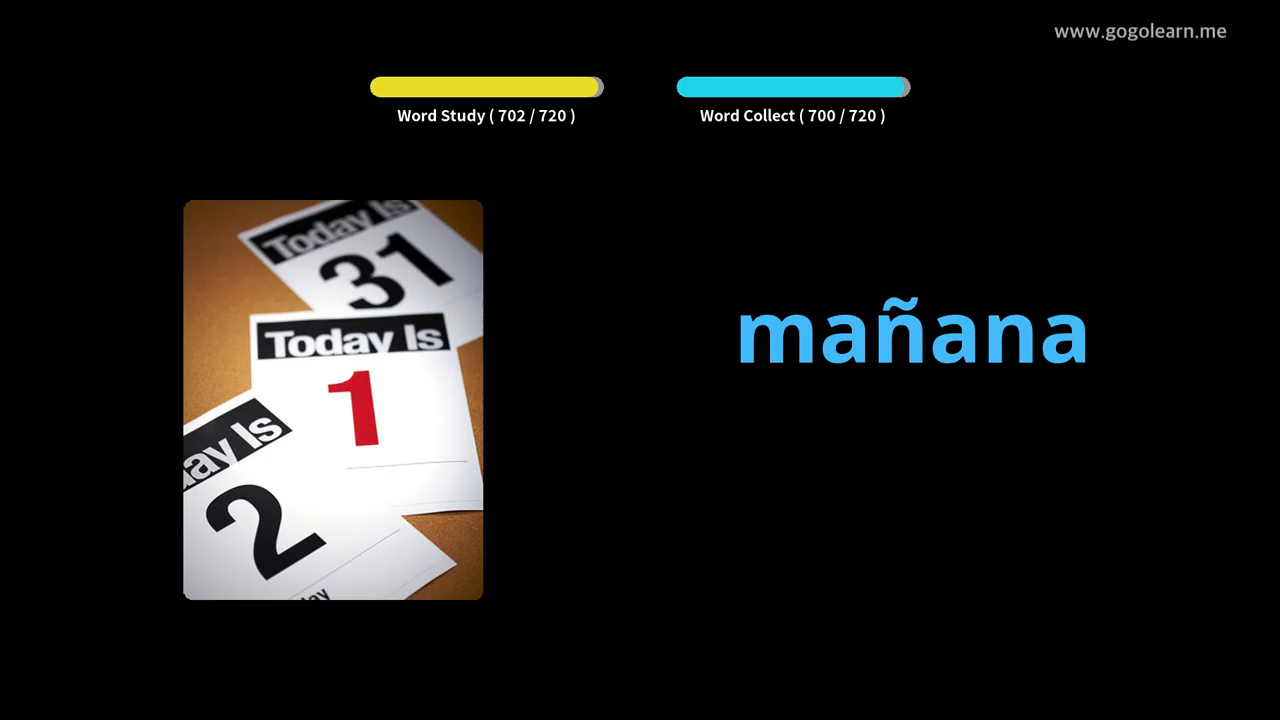 www.gogolearn.me
Word Study ( 702 / 720 )
Word Collect ( 700 / 720 )
Today Is
31
Today Is
1
ay Is
2
ay
mañana